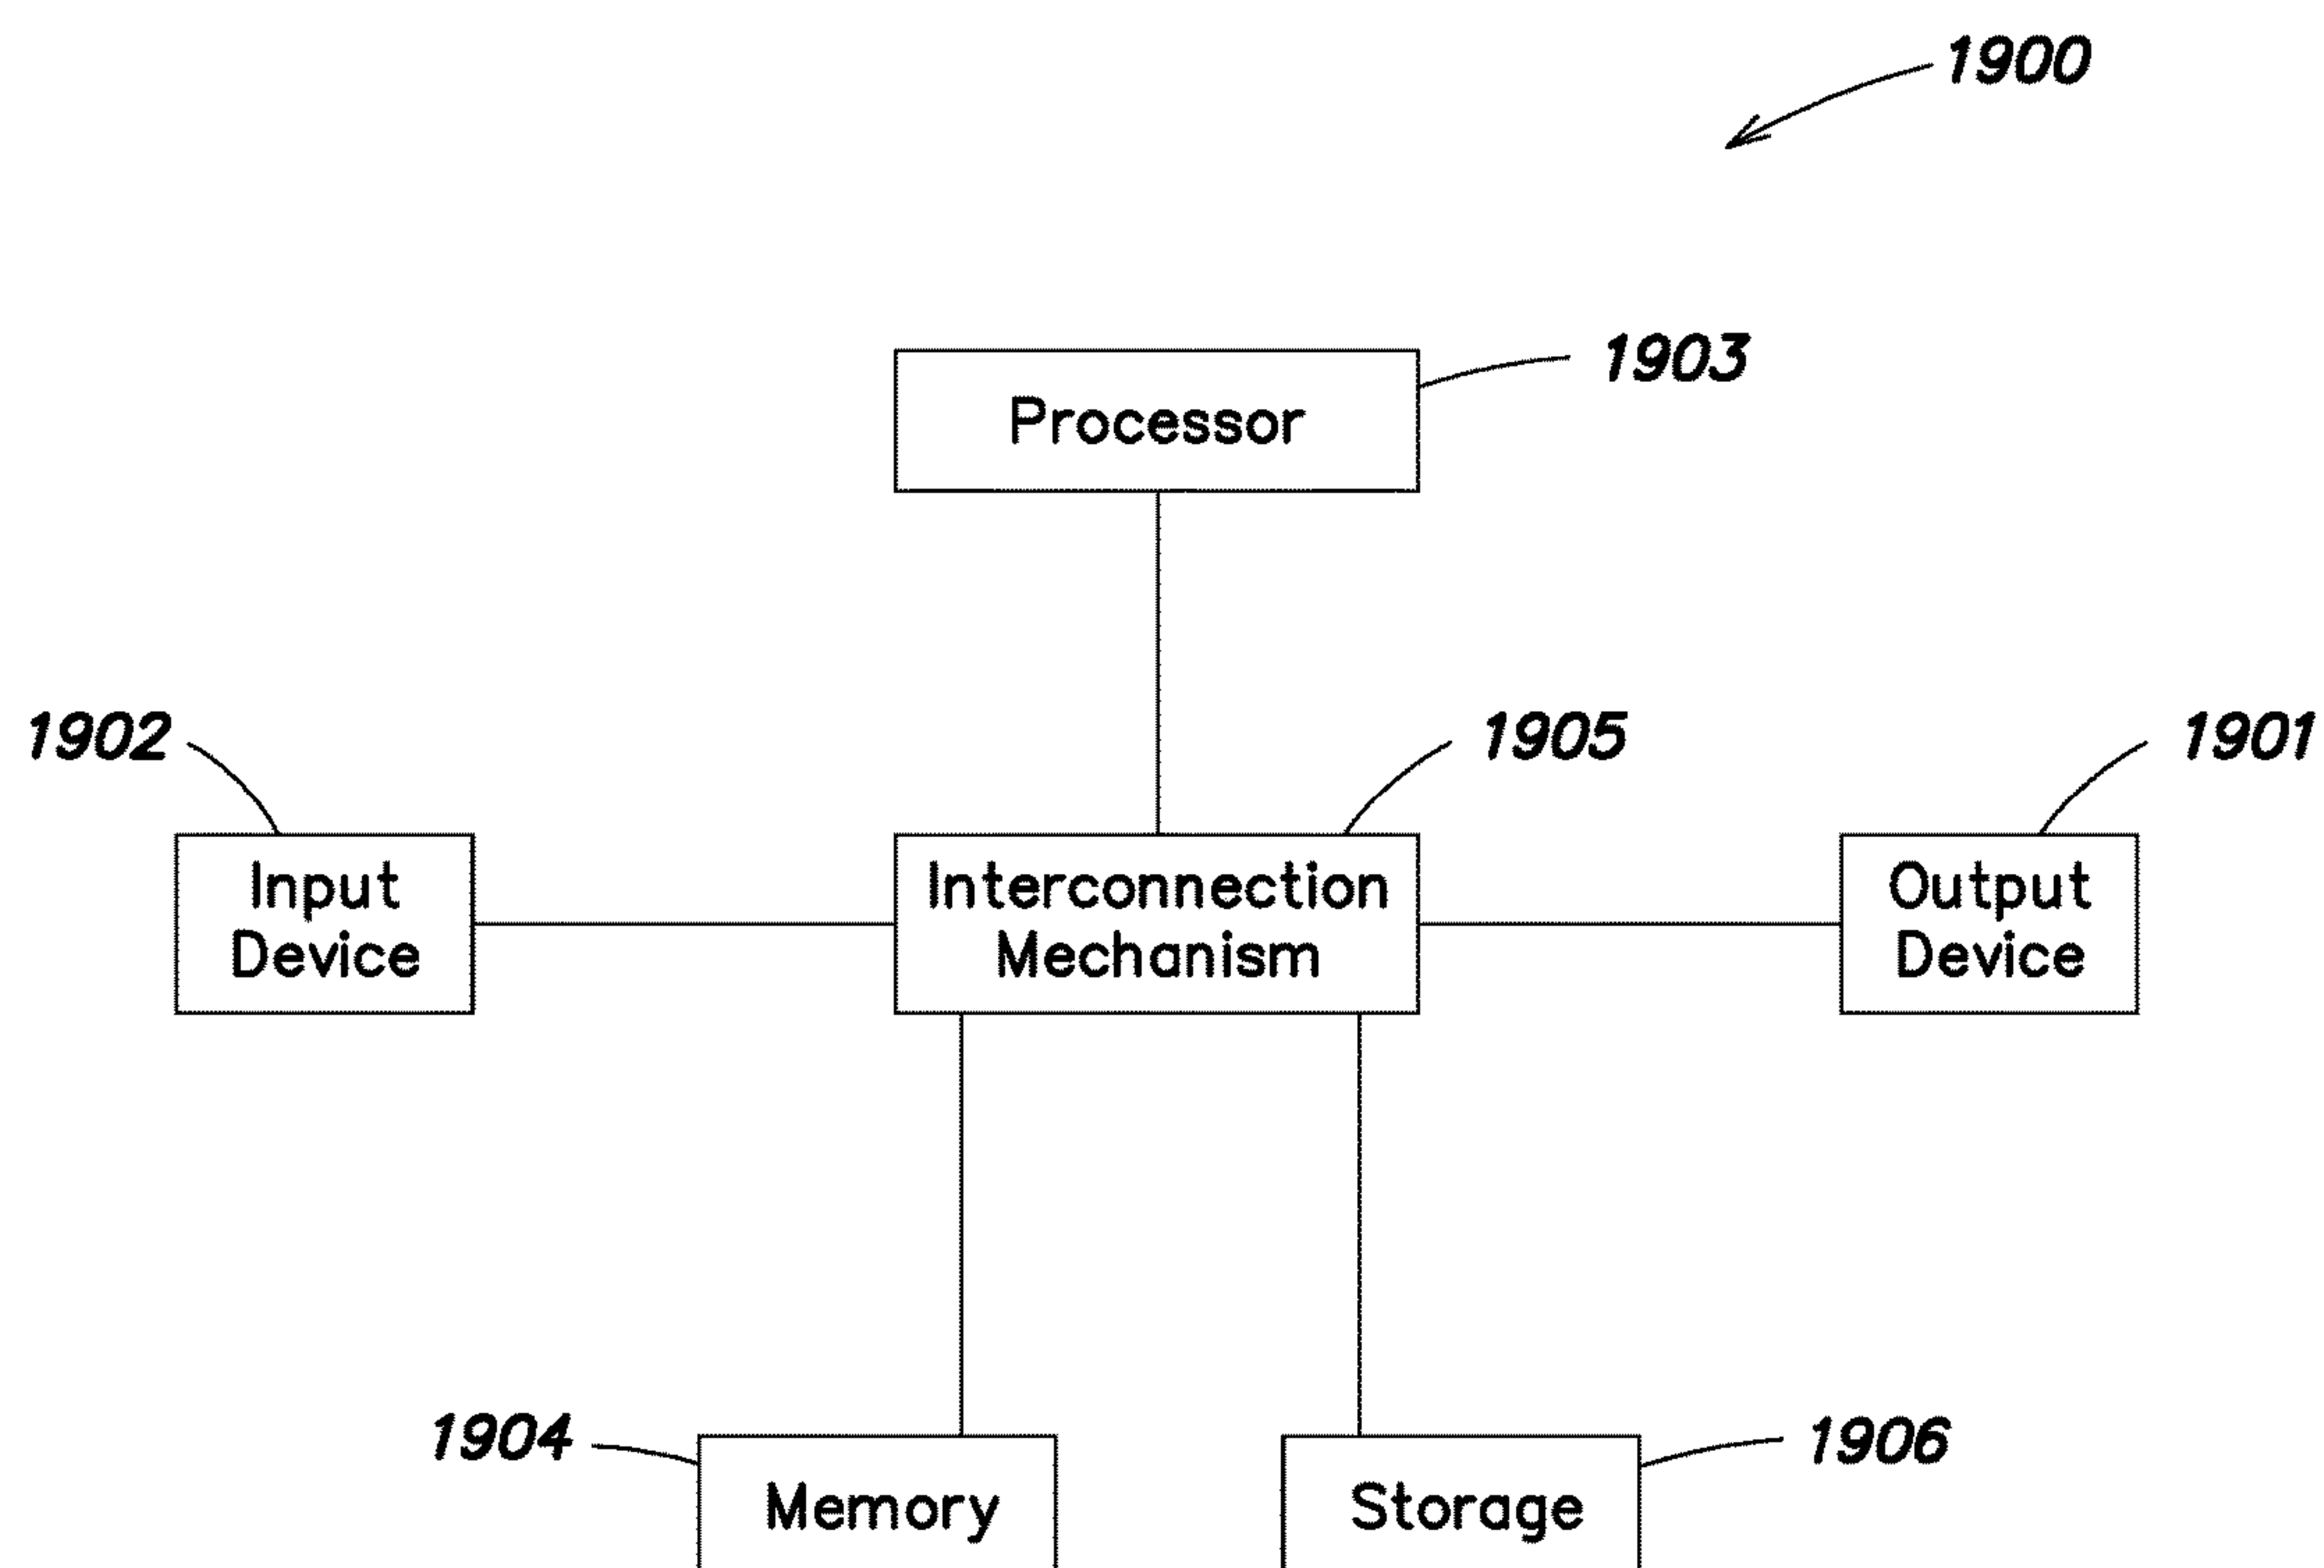 1900
1903
Processor
1902
1905
1901
Input
Device
Interconnection
Mechanism
Output
Device
1904
1906
Memory
Storage